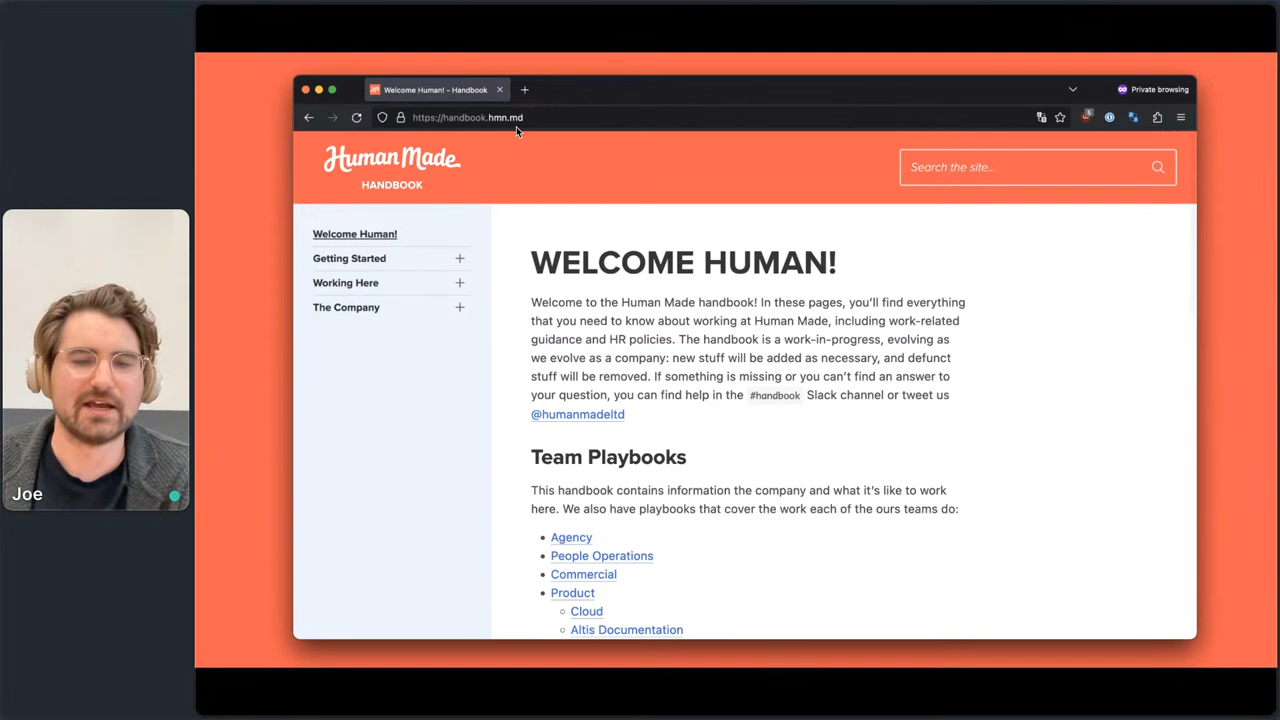 Welcome Human! - Handbook
Private browsing
https://handbook.hmn.md
6
Human Made
HANDBOOK
Search the site...
Welcome Human!
Getting Started
Working Here
The Company
WELCOME HUMAN!
Welcome to the Human Made handbook! In these pages, you'll find everything
that you need to know about working at Human Made, including work-related
guidance and HR policies. The handbook is a work-in-progress, evolving as
we evolve as a company: new stuff will be added as necessary, and defunct
stuff will be removed. If something is missing or you can't find an answer to
your question, you can find help in the #handbook Slack channel or tweet us
@humanmadeltd
Team Playbooks
This handbook contains information the company and what it's like to work
here. We also have playbooks that cover the work each of the ours teams do:
Agency
People Operations
Commercial
Product
Cloud
Altis Documentation
Joe